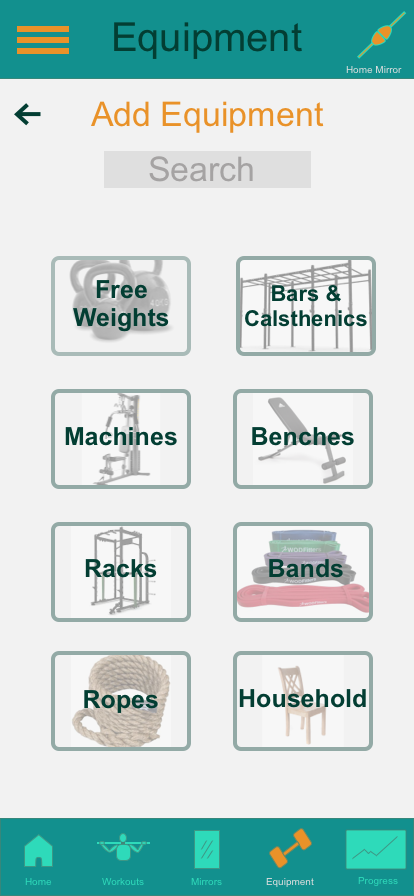 Equipment
Home Mirror
Add Equipment
Search
Free
Weights
Bars &
Calsthenics
Machines
Benches
Racks
Bands
Ropes
Household
Home
Workouts
Mirrors
Equipment
Progress